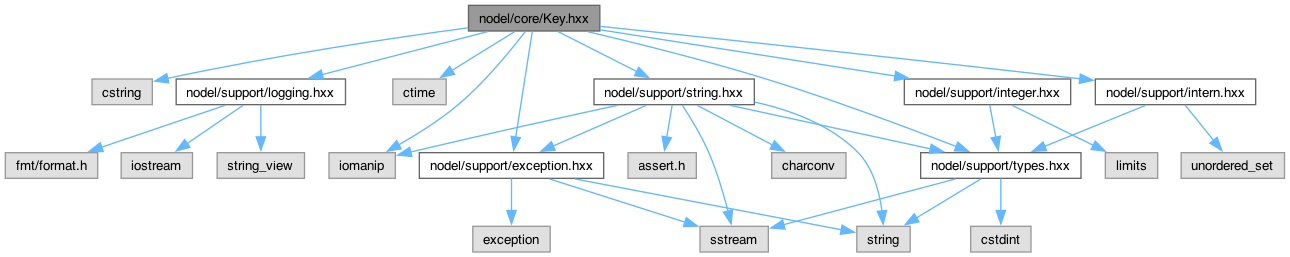 nodel/core/Key.hxx
cstring
nodel/support/logging.hxx
ctime
nodel/support/string.hxx
nodel/support/integer.hxx
nodel/support/intern.hxx
fmt/format.h
iostream
string_view
iomanip
nodel/support/exception.hxx
assert.h
charconv
nodel/support/types.hxx
limits
unordered_set
exception
sstream
string
cstdint